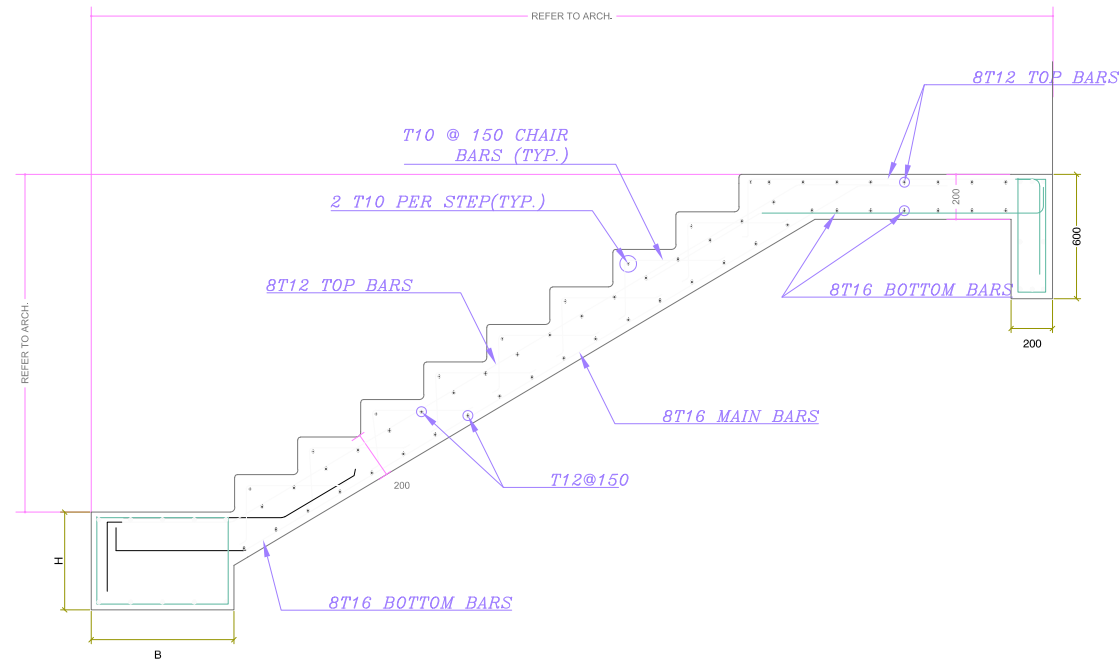 REFER TO ARCH.
8T12 TOP BARS
T10 @ 150 CHAIR
BARS (TYP.)
2 T10 PER STEP(TYP.)
200
600
8T12 TOP BARS
8T16 BOTTOM BARS
REFER TO ARCH.
200
8T16 MAIN BARS
T12@150
200
H
8T16 BOTTOM BARS
B